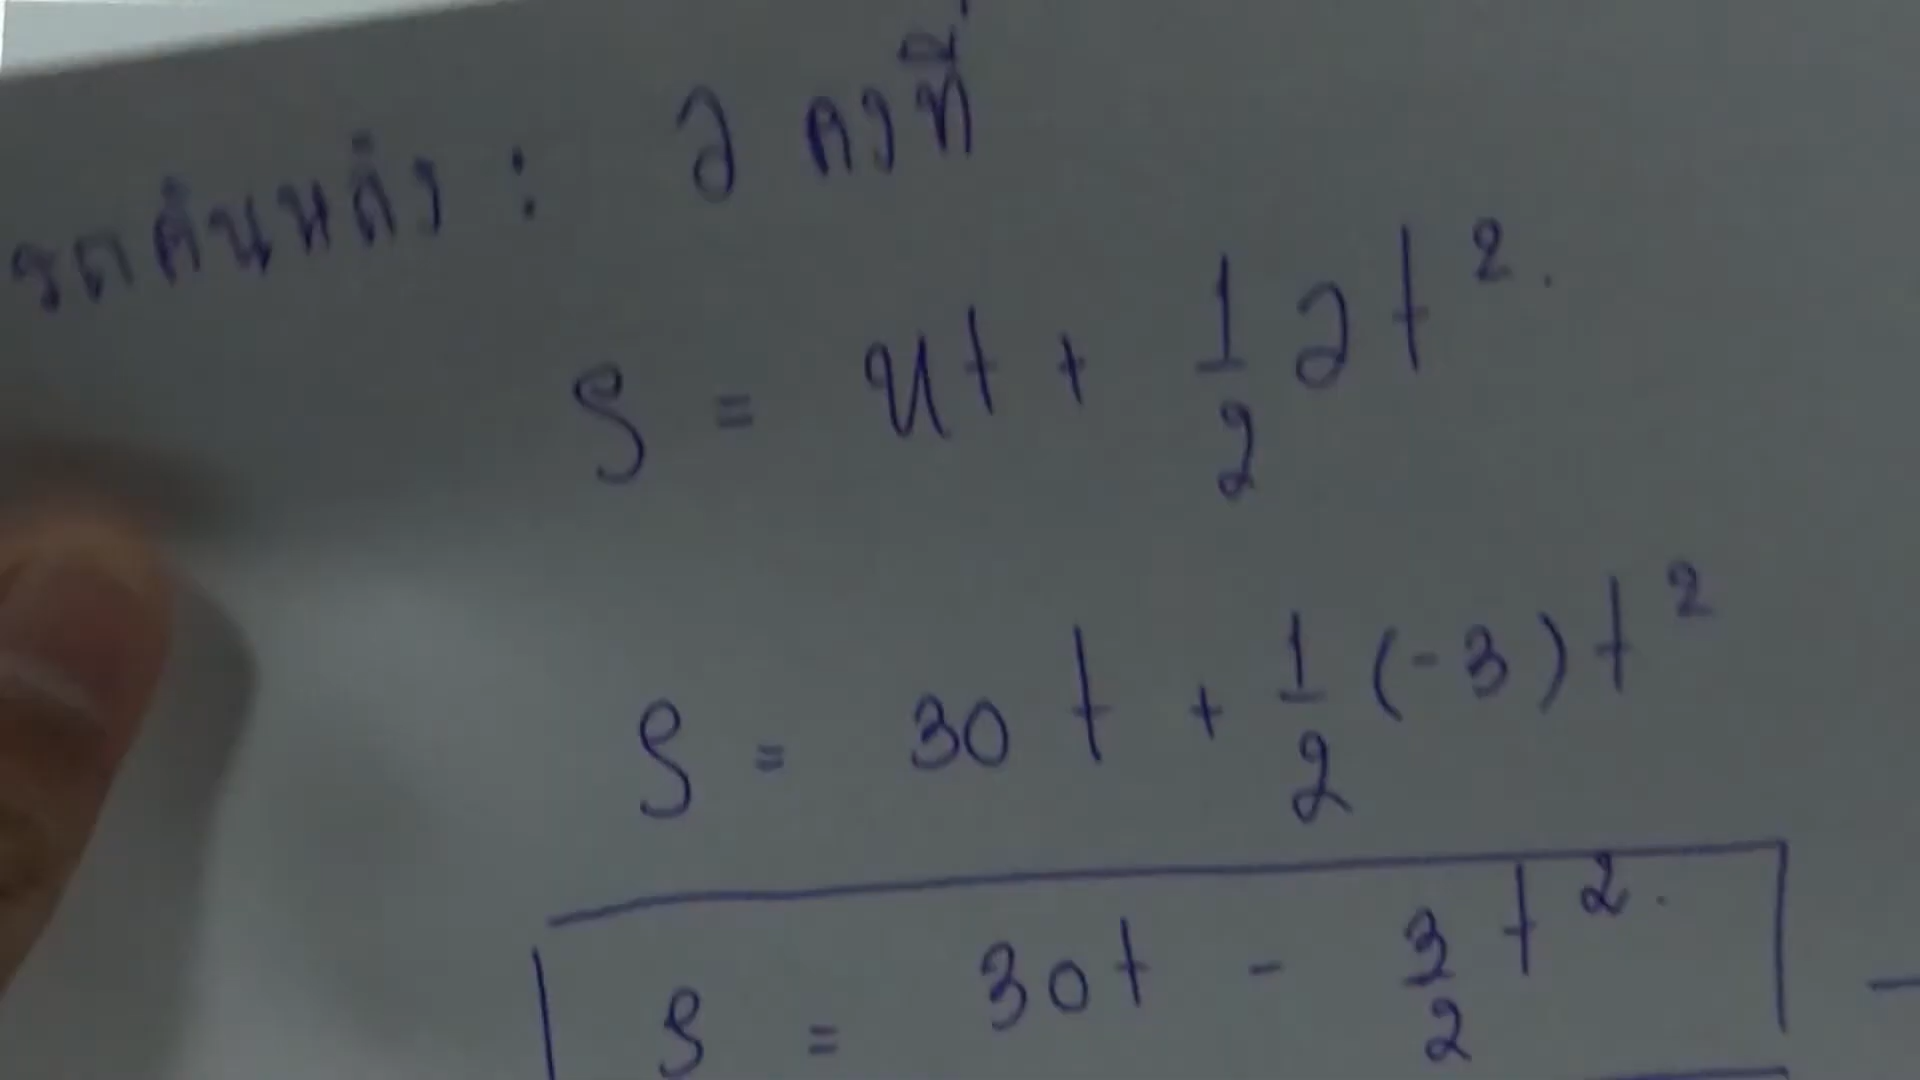 รถคันหลัง : a คงที่
S = ut + 1/2 at².
S = 30 t + 1/2 (-3) t²
S = 30t - 3/2 t². -